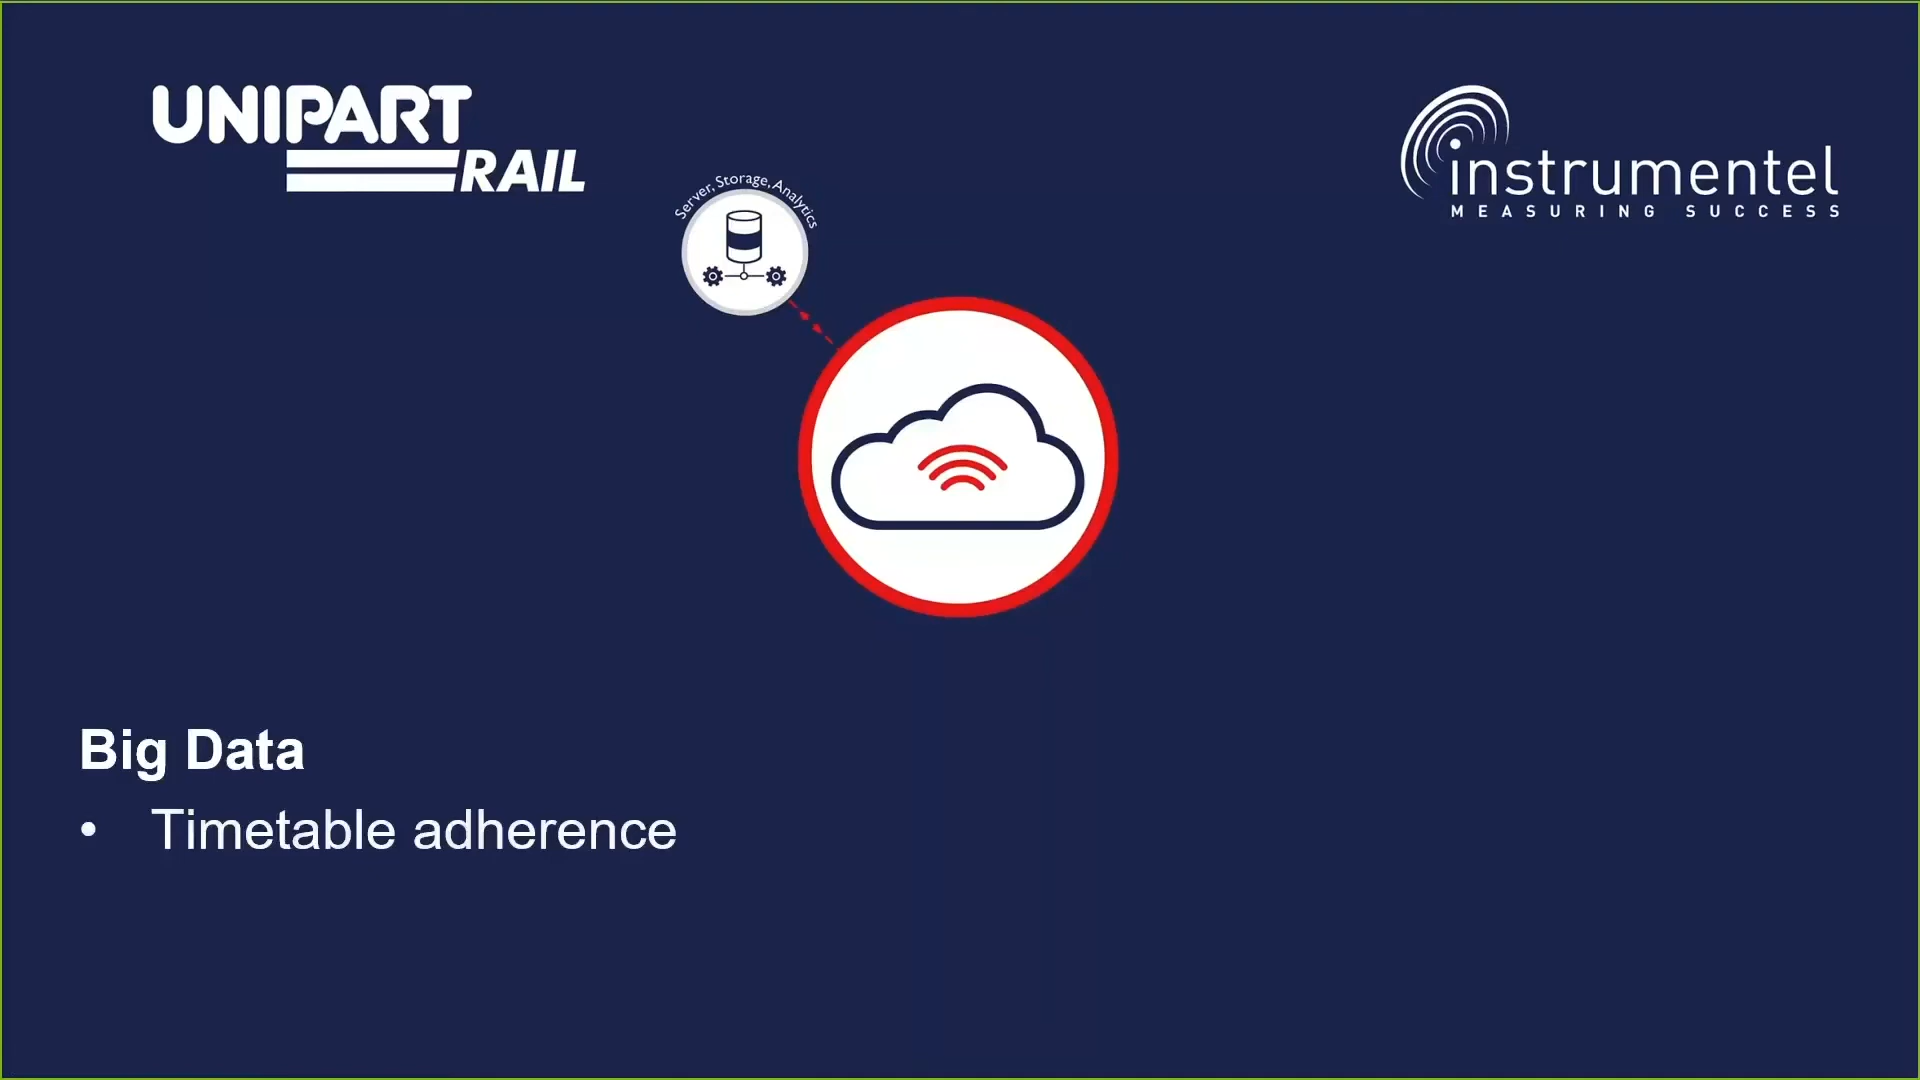 UNIPART
RAIL
instrumentel
MEASURING SUCCESS
Server, Storage, Analytics
Big Data
• Timetable adherence